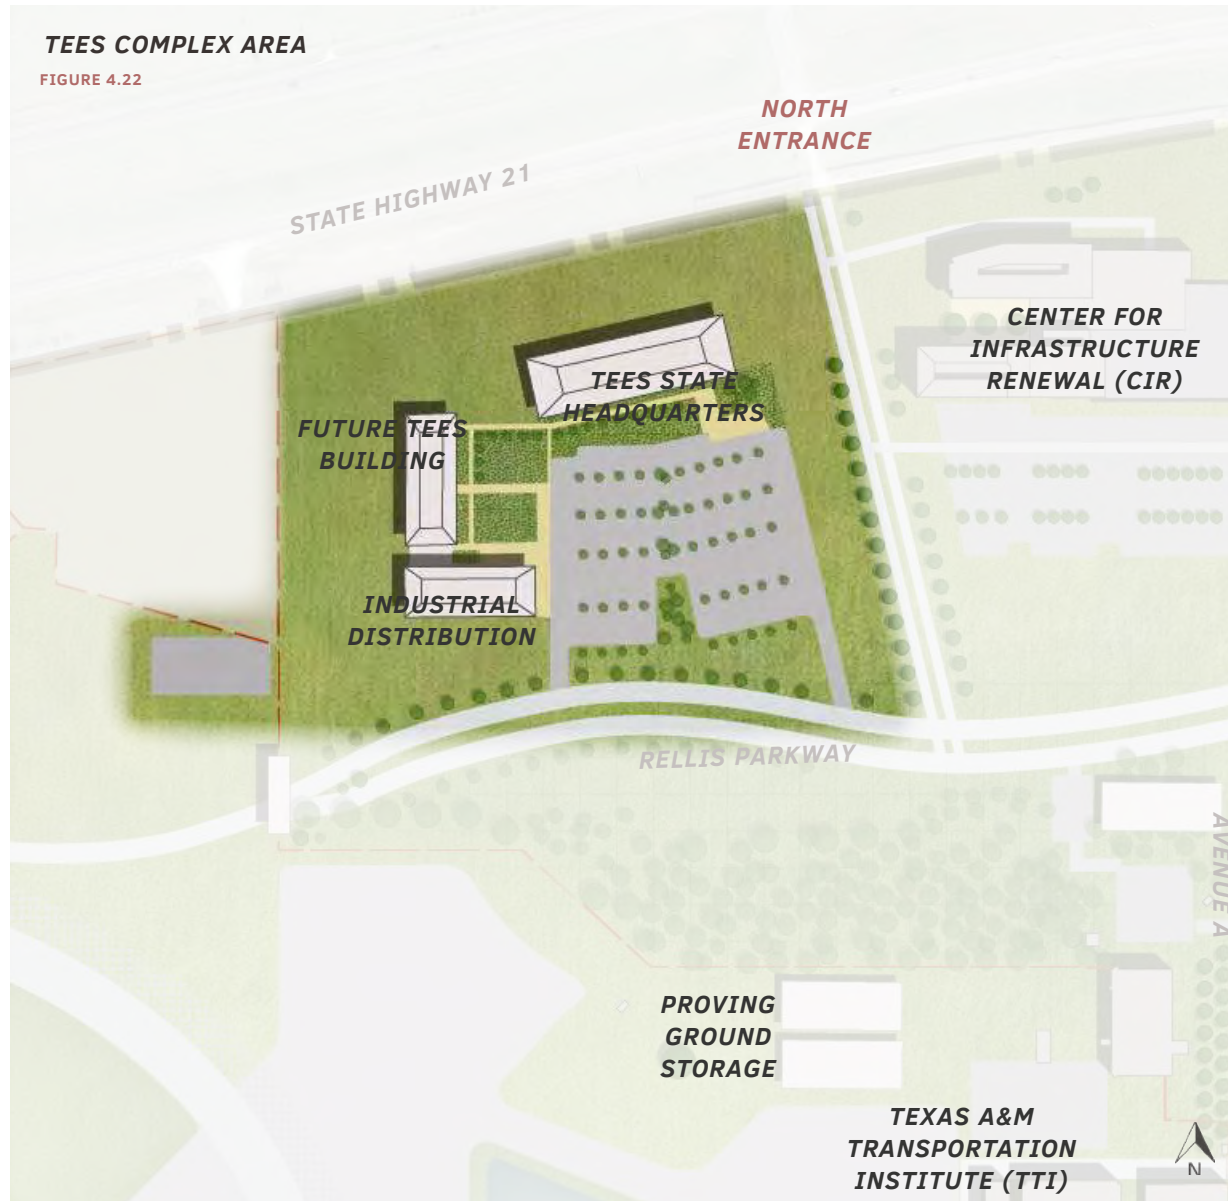 TEES COMPLEX AREA
FIGURE 4.22
NORTH
ENTRANCE
STATE HIGHWAY 21
CENTER FOR
INFRASTRUCTURE
RENEWAL (CIR)
TEES STATE
HEADQUARTERS
FUTURE TEES
BUILDING
INDUSTRIAL
DISTRIBUTION
RELLIS PARKWAY
AVENUE A
PROVING
GROUND
STORAGE
TEXAS A&M
TRANSPORTATION
INSTITUTE (TTI)
N